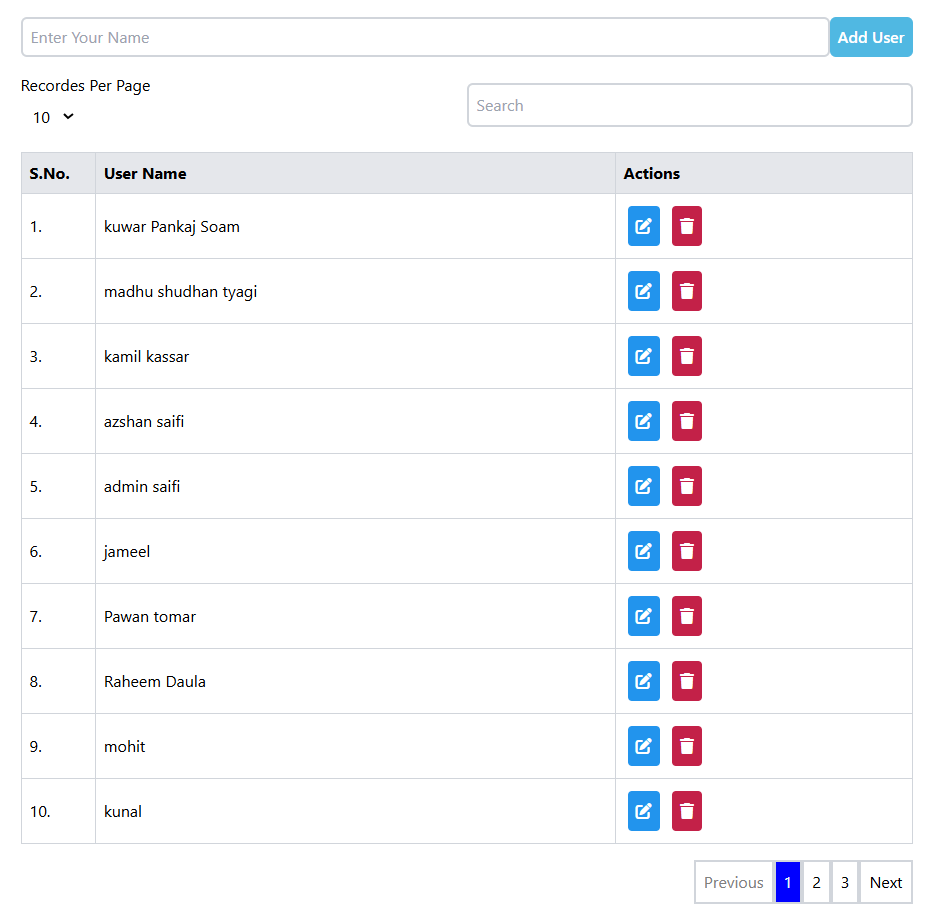 Enter Your Name Add User
Recordes Per Page
10
Search
S.No. User Name Actions
1. kuwar Pankaj Soam
2. madhu shudhan tyagi
3. kamil kassar
4. azshan saifi
5. admin saifi
6. jameel
7. Pawan tomar
8. Raheem Daula
9. mohit
10. kunal
Previous 1 2 3 Next